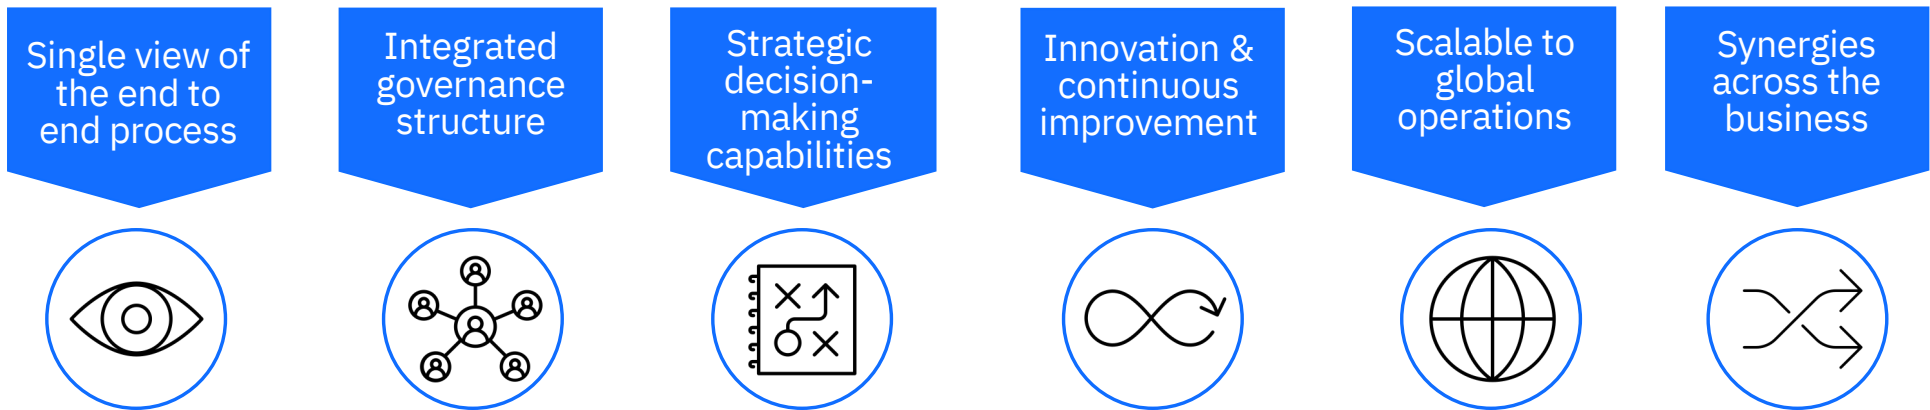 Single view of
the end to
end process
Integrated
governance
structure
Strategic
decision-
making
capabilities
Innovation &
continuous
improvement
Scalable to
global
operations
Synergies
across the
business